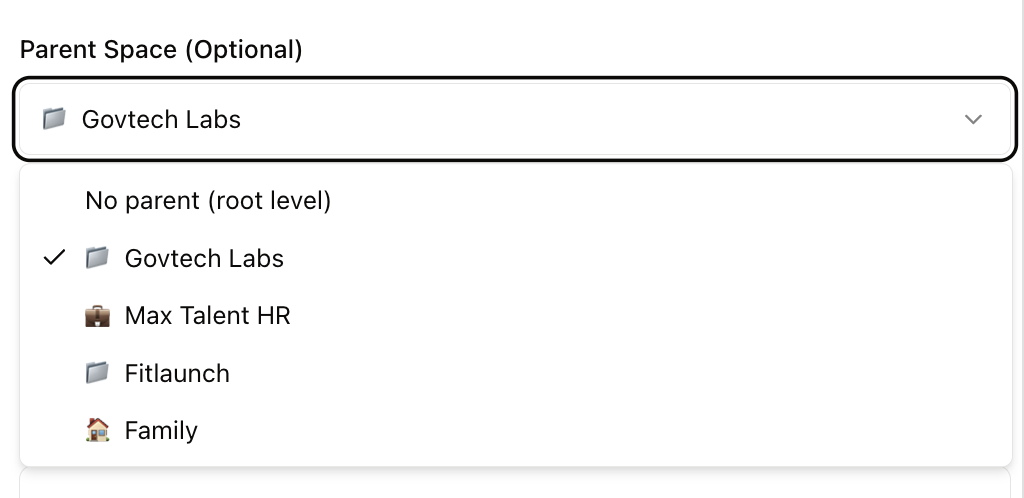 Parent Space (Optional)
Govtech Labs
No parent (root level)
Govtech Labs
Max Talent HR
Fitlaunch
Family